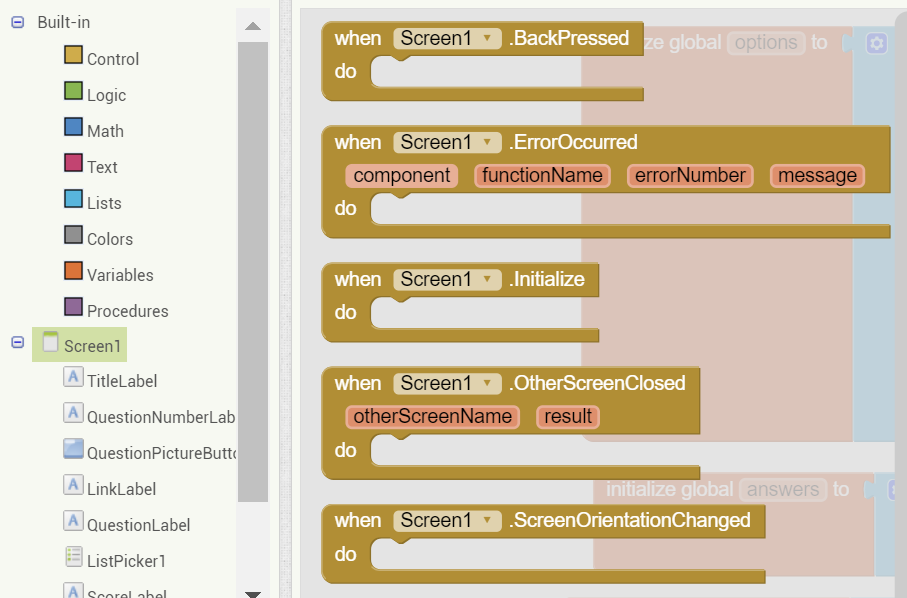 Built-in
Control
Logic
Math
Text
Lists
Colors
Variables
Procedures
Screen1
TitleLabel
QuestionNumberLab
QuestionPictureButto
LinkLabel
QuestionLabel
ListPicker1
ScoreLabel
when Screen1 .BackPressed
do
when Screen1 .ErrorOccurred
component functionName errorNumber message
do
when Screen1 .Initialize
do
when Screen1 .OtherScreenClosed
otherScreenName result
do
when Screen1 .ScreenOrientationChanged
do
ze global options to
initialize global answers to